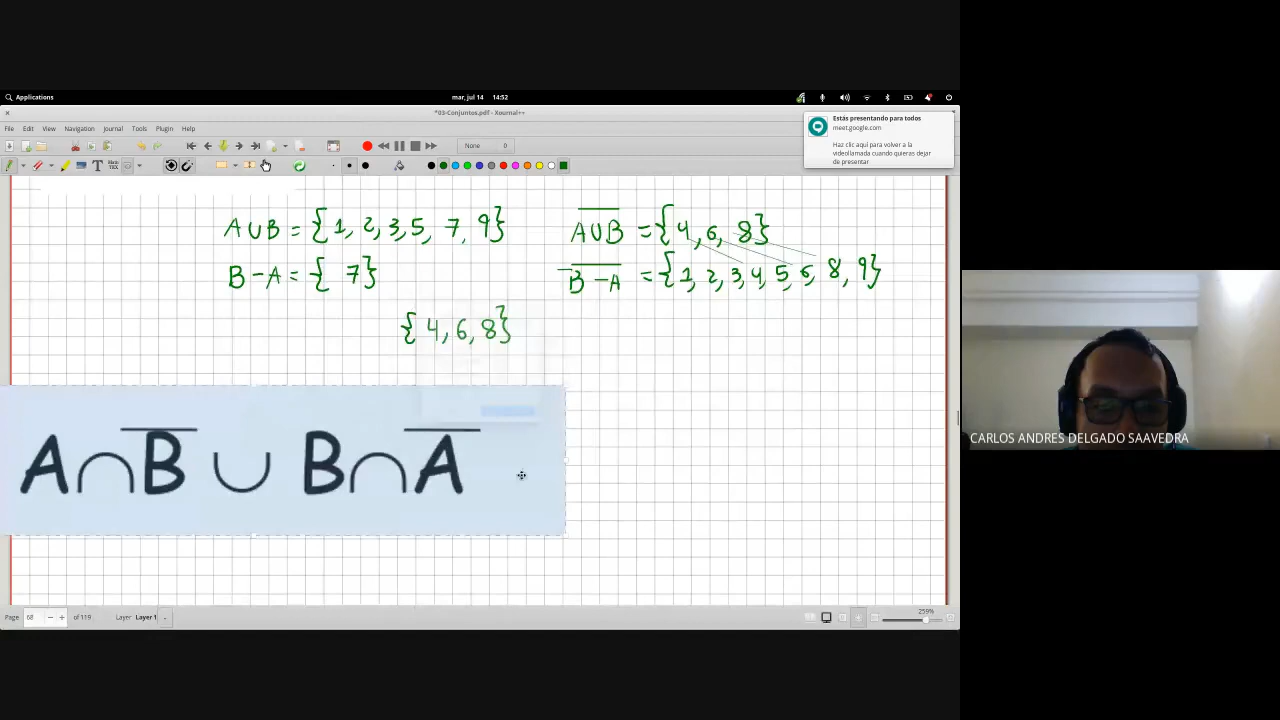 Applications
mar, jul 14 14:52
*03-Conjuntos.pdf - Xournal++
File Edit View Navigation Journal Tools Plugin Help
None 0
Estás presentando para todos
meet.google.com
Haz clic aquí para volver a la
videollamada cuando quieras dejar
de presentar
A∪B = {1, 2, 3, 5, 7, 9}
B - A = { 7}
A̅∪̅B̅ = {4, 6, 8}
B̅ ̅-̅A̅ = {1, 2, 3, 4, 5, 6, 8, 9}
{4, 6, 8}
A∩B̅ ∪ B∩A̅
CARLOS ANDRES DELGADO SAAVEDRA
Page 68 of 119 Layer Layer 1
259%